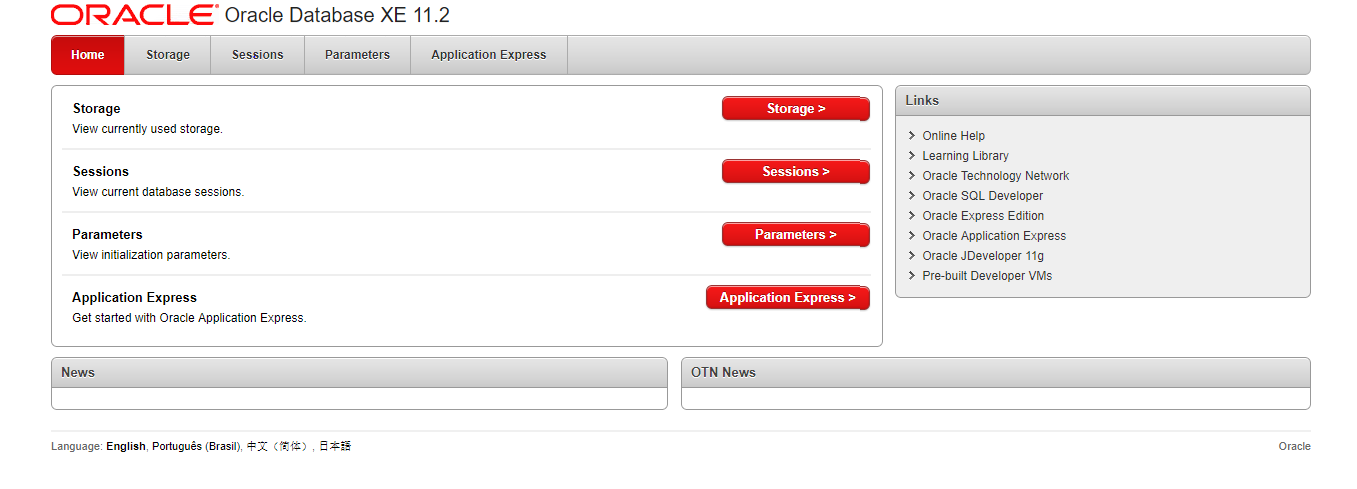 ORACLE Oracle Database XE 11.2
Home Storage Sessions Parameters Application Express
Storage
View currently used storage.
Storage >
Sessions
View current database sessions.
Sessions >
Parameters
View initialization parameters.
Parameters >
Application Express
Get started with Oracle Application Express.
Application Express >
Links
Online Help
Learning Library
Oracle Technology Network
Oracle SQL Developer
Oracle Express Edition
Oracle Application Express
Oracle JDeveloper 11g
Pre-built Developer VMs
News
OTN News
Language: English, Português (Brasil), 中文（简体）, 日本語
Oracle